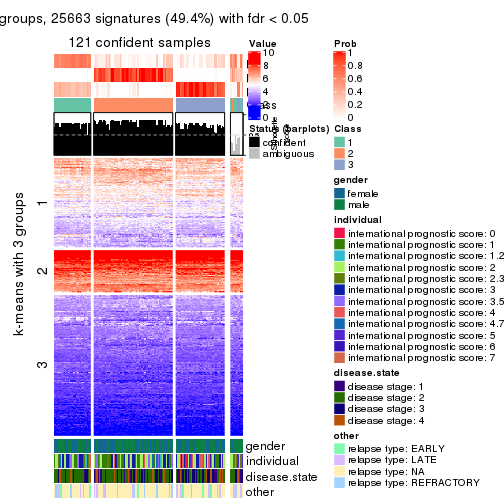 groups, 25663 signatures (49.4%) with fdr < 0.05
121 confident samples
k-means with 3 groups
1
2
3
Value
10
8
6
4
2
0
Class
Silhouette
score
Status (barplots)
confident
ambiguous
gender
individual
disease.state
other
Prob
1
0.8
0.6
0.4
0.2
0
Class
1
2
3
gender
female
male
individual
international prognostic score: 0
international prognostic score: 1
international prognostic score: 1.2
international prognostic score: 2
international prognostic score: 2.3
international prognostic score: 3
international prognostic score: 3.5
international prognostic score: 4
international prognostic score: 4.7
international prognostic score: 5
international prognostic score: 6
international prognostic score: 7
disease.state
disease stage: 1
disease stage: 2
disease stage: 3
disease stage: 4
other
relapse type: EARLY
relapse type: LATE
relapse type: NA
relapse type: REFRACTORY